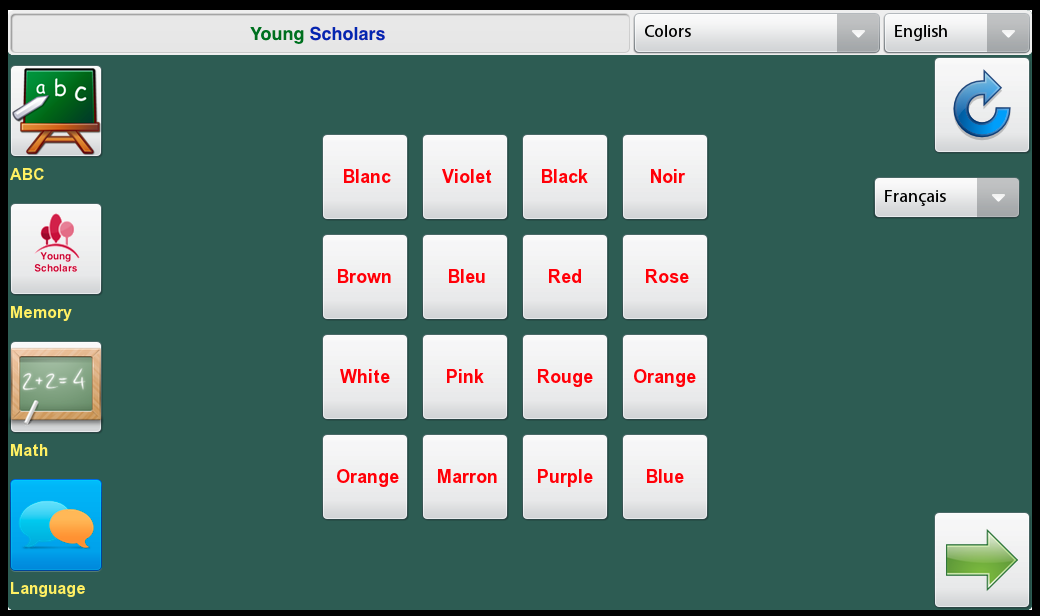 Young Scholars
Colors
English
abc
ABC
Français
Blanc
Violet
Black
Noir
Young
Scholars
Memory
Brown
Bleu
Red
Rose
2+2=4
Math
White
Pink
Rouge
Orange
Orange
Marron
Purple
Blue
Language